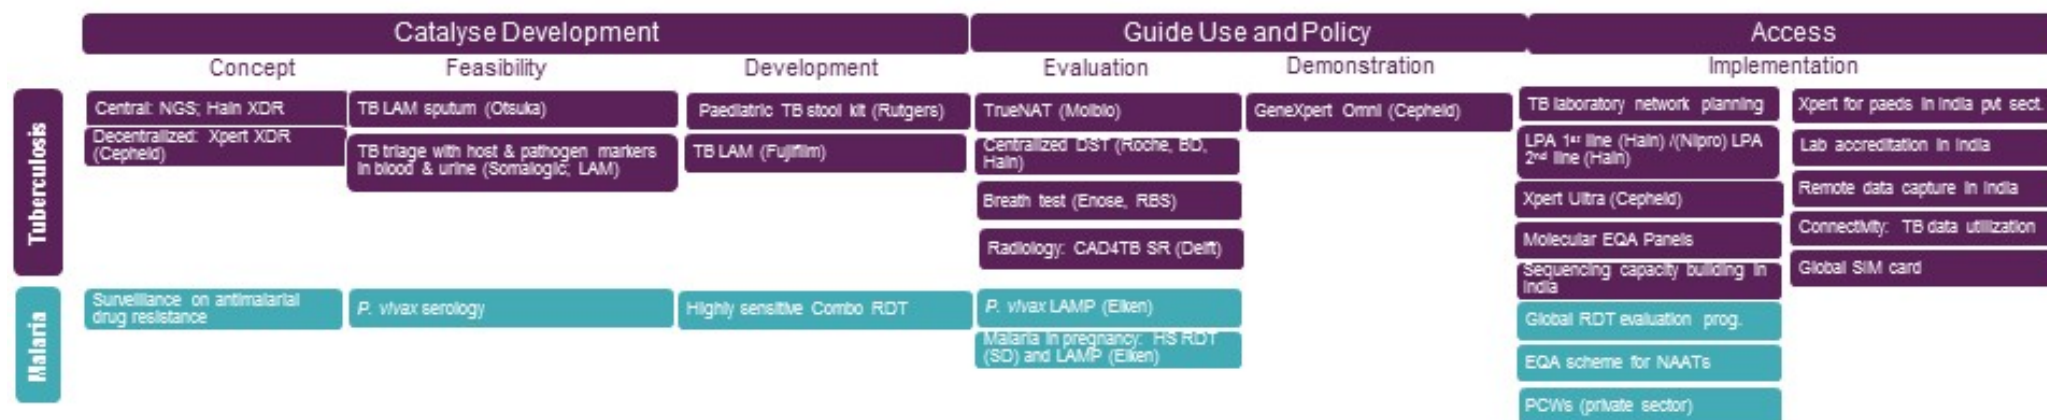 Catalyse Development
Guide Use and Policy
Access
Concept
Feasibility
Development
Evaluation
Demonstration
Implementation
Tuberculosis
Central: NGS; Hain XDR
Decentralized: Xpert XDR
(Cepheid)
TB LAM sputum (Otsuka)
TB triage with host & pathogen markers
in blood & urine (Somalogic; LAM)
Paediatric TB stool kit (Rutgers)
TB LAM (Fujifilm)
TrueNAT (Molbio)
Centralized DST (Roche, BD,
Hain)
Breath test (Enose, RBS)
Radiology: CAD4TB SR (Delft)
GeneXpert Omni (Cepheid)
TB laboratory network planning
LPA 1st line (Hain) /(Nipro) LPA
2nd line (Hain)
Xpert Ultra (Cepheid)
Molecular EQA Panels
Sequencing capacity building in
India
Xpert for paeds in India pvt sect.
Lab accreditation in India
Remote data capture in India
Connectivity: TB data utilization
Global SIM card
Malaria
Surveillance on antimalarial
drug resistance
P. vivax serology
Highly sensitive Combo RDT
P. vivax LAMP (Eiken)
Malaria in pregnancy: HS RDT
(SD) and LAMP (Eiken)
Global RDT evaluation prog.
EQA scheme for NAATs
PCWs (private sector)